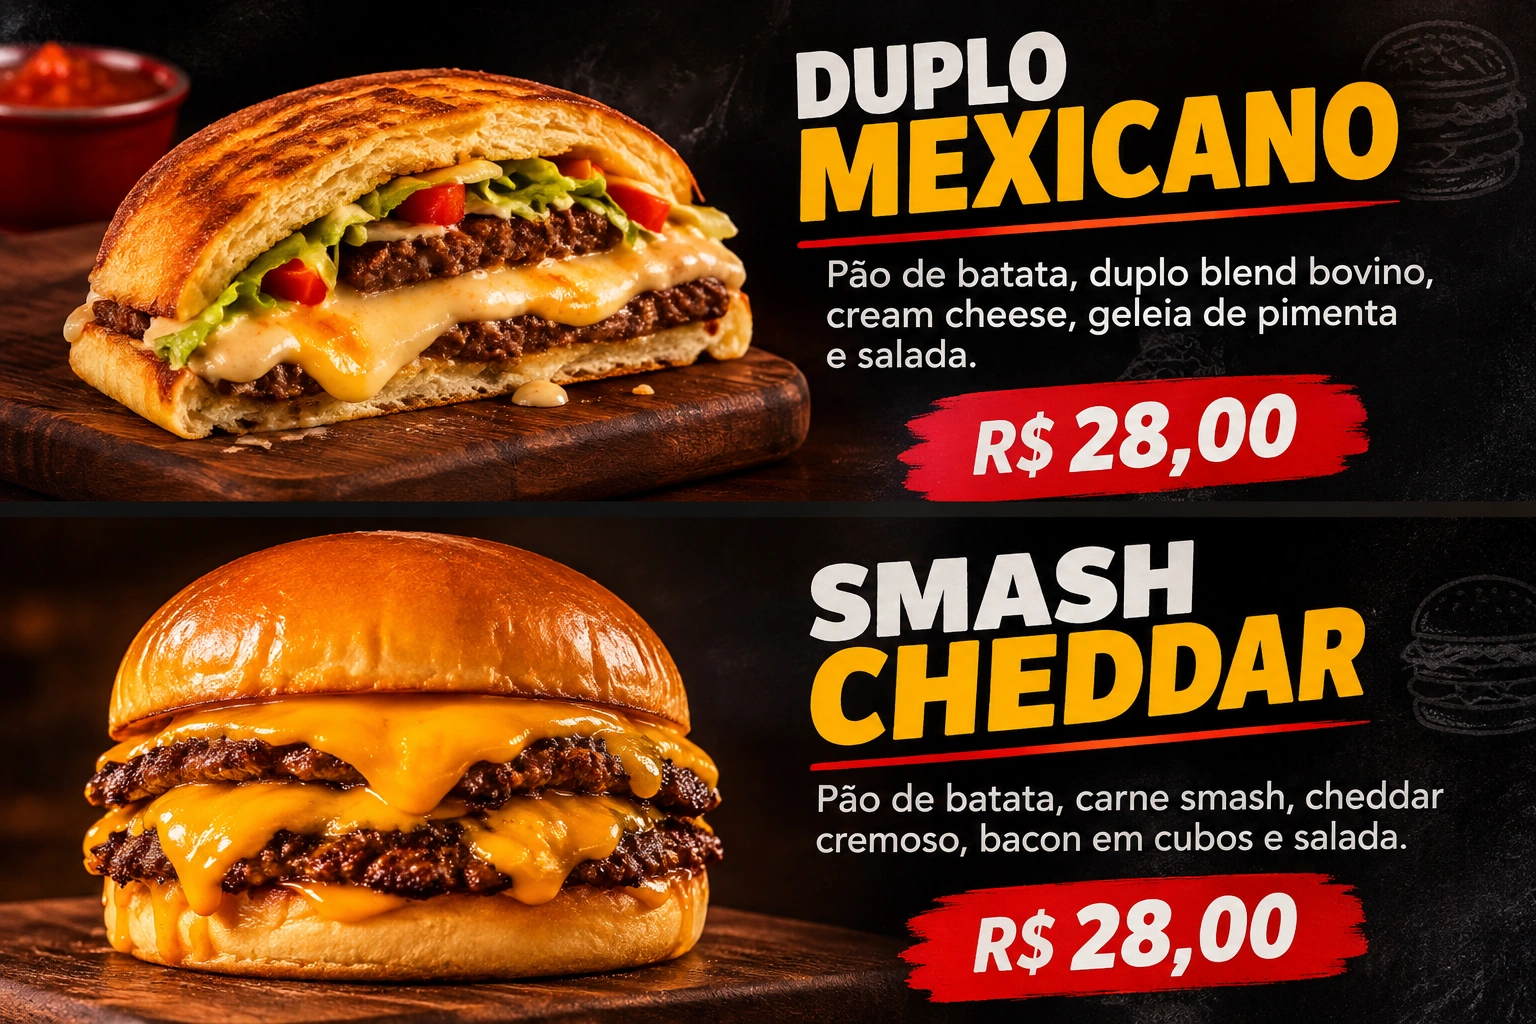 DUPLO
MEXICANO
Pão de batata, duplo blend bovino,
cream cheese, geleia de pimenta
e salada.
R$ 28,00
SMASH
CHEDDAR
Pão de batata, carne smash, cheddar
cremoso, bacon em cubos e salada.
R$ 28,00